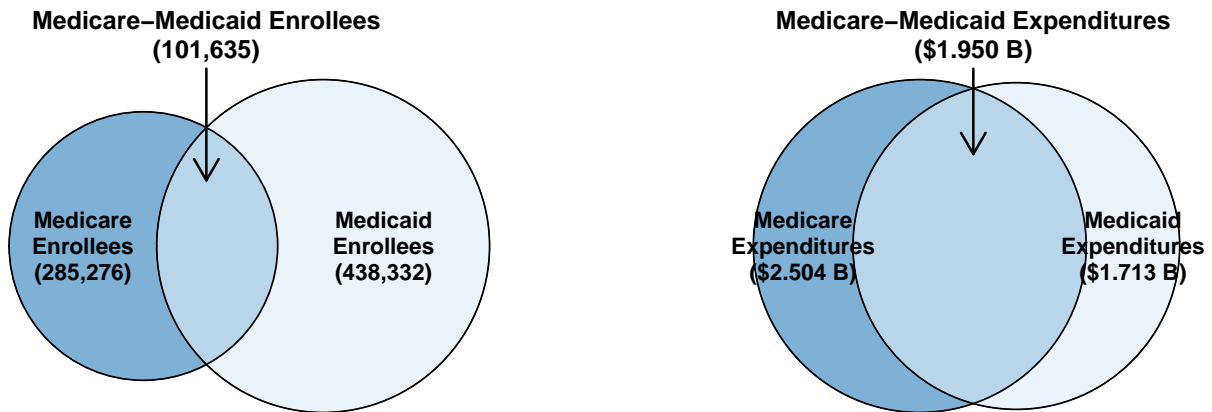 Medicare−Medicaid Enrollees
(101,635)
Medicare
Enrollees
(285,276)
Medicaid
Enrollees
(438,332)
Medicare−Medicaid Expenditures
($1.950 B)
Medicare
Expenditures
($2.504 B)
Medicaid
Expenditures
($1.713 B)